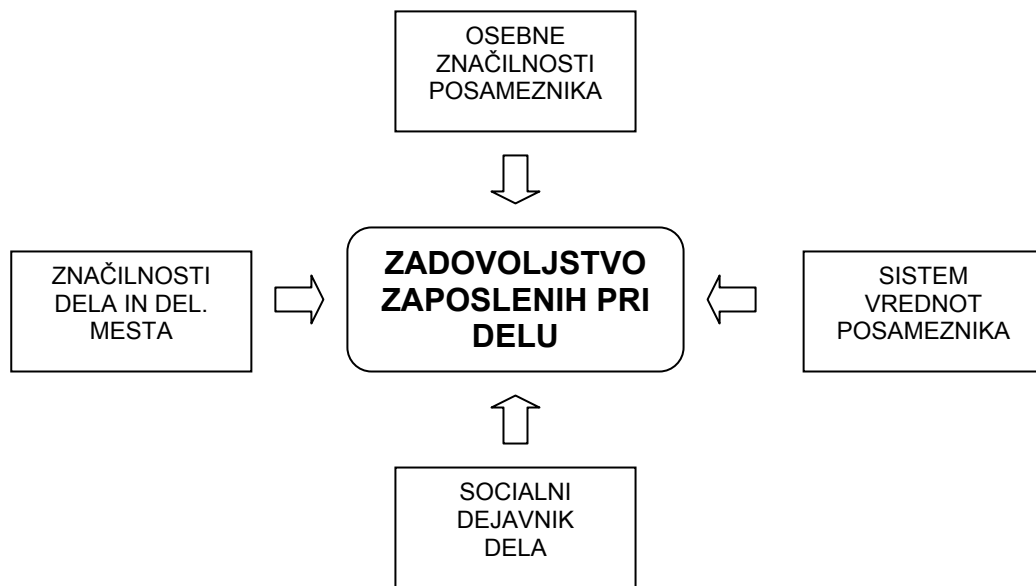 OSEBNE
ZNAČILNOSTI
POSAMEZNIKA
ZNAČILNOSTI
DELA IN DEL.
MESTA
ZADOVOLJSTVO
ZAPOSLENIH PRI
DELU
SISTEM
VREDNOT
POSAMEZNIKA
SOCIALNI
DEJAVNIK
DELA